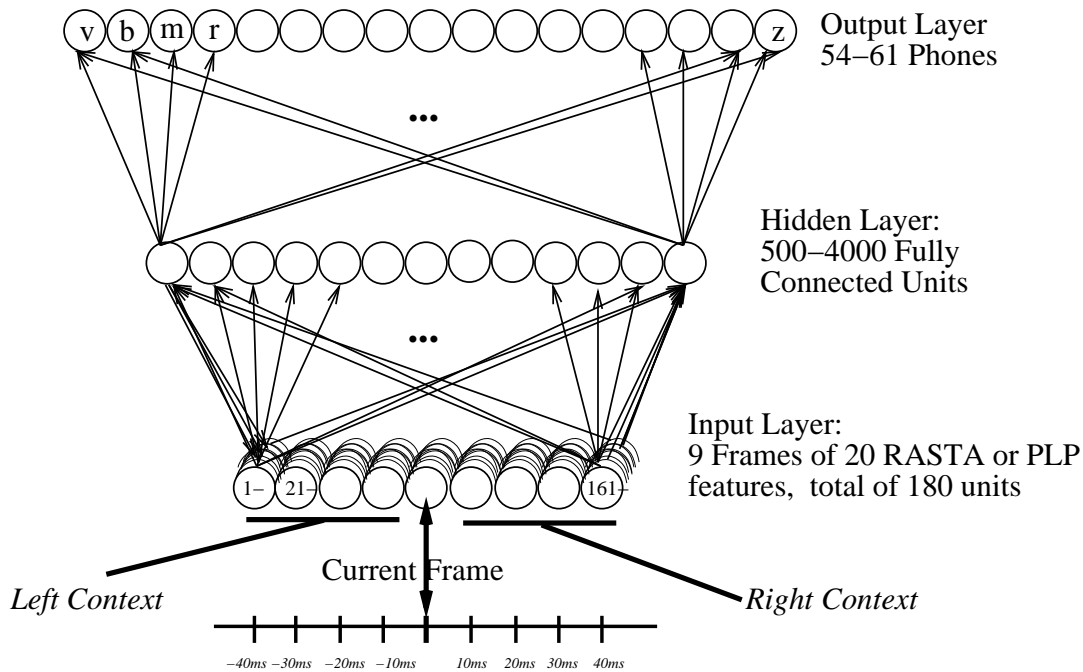 v b m r z
Output Layer
54–61 Phones
•••
Hidden Layer:
500–4000 Fully
Connected Units
•••
Input Layer:
9 Frames of 20 RASTA or PLP
features, total of 180 units
1– 21– 161–
Current Frame
Left Context
Right Context
–40ms –30ms –20ms –10ms 10ms 20ms 30ms 40ms